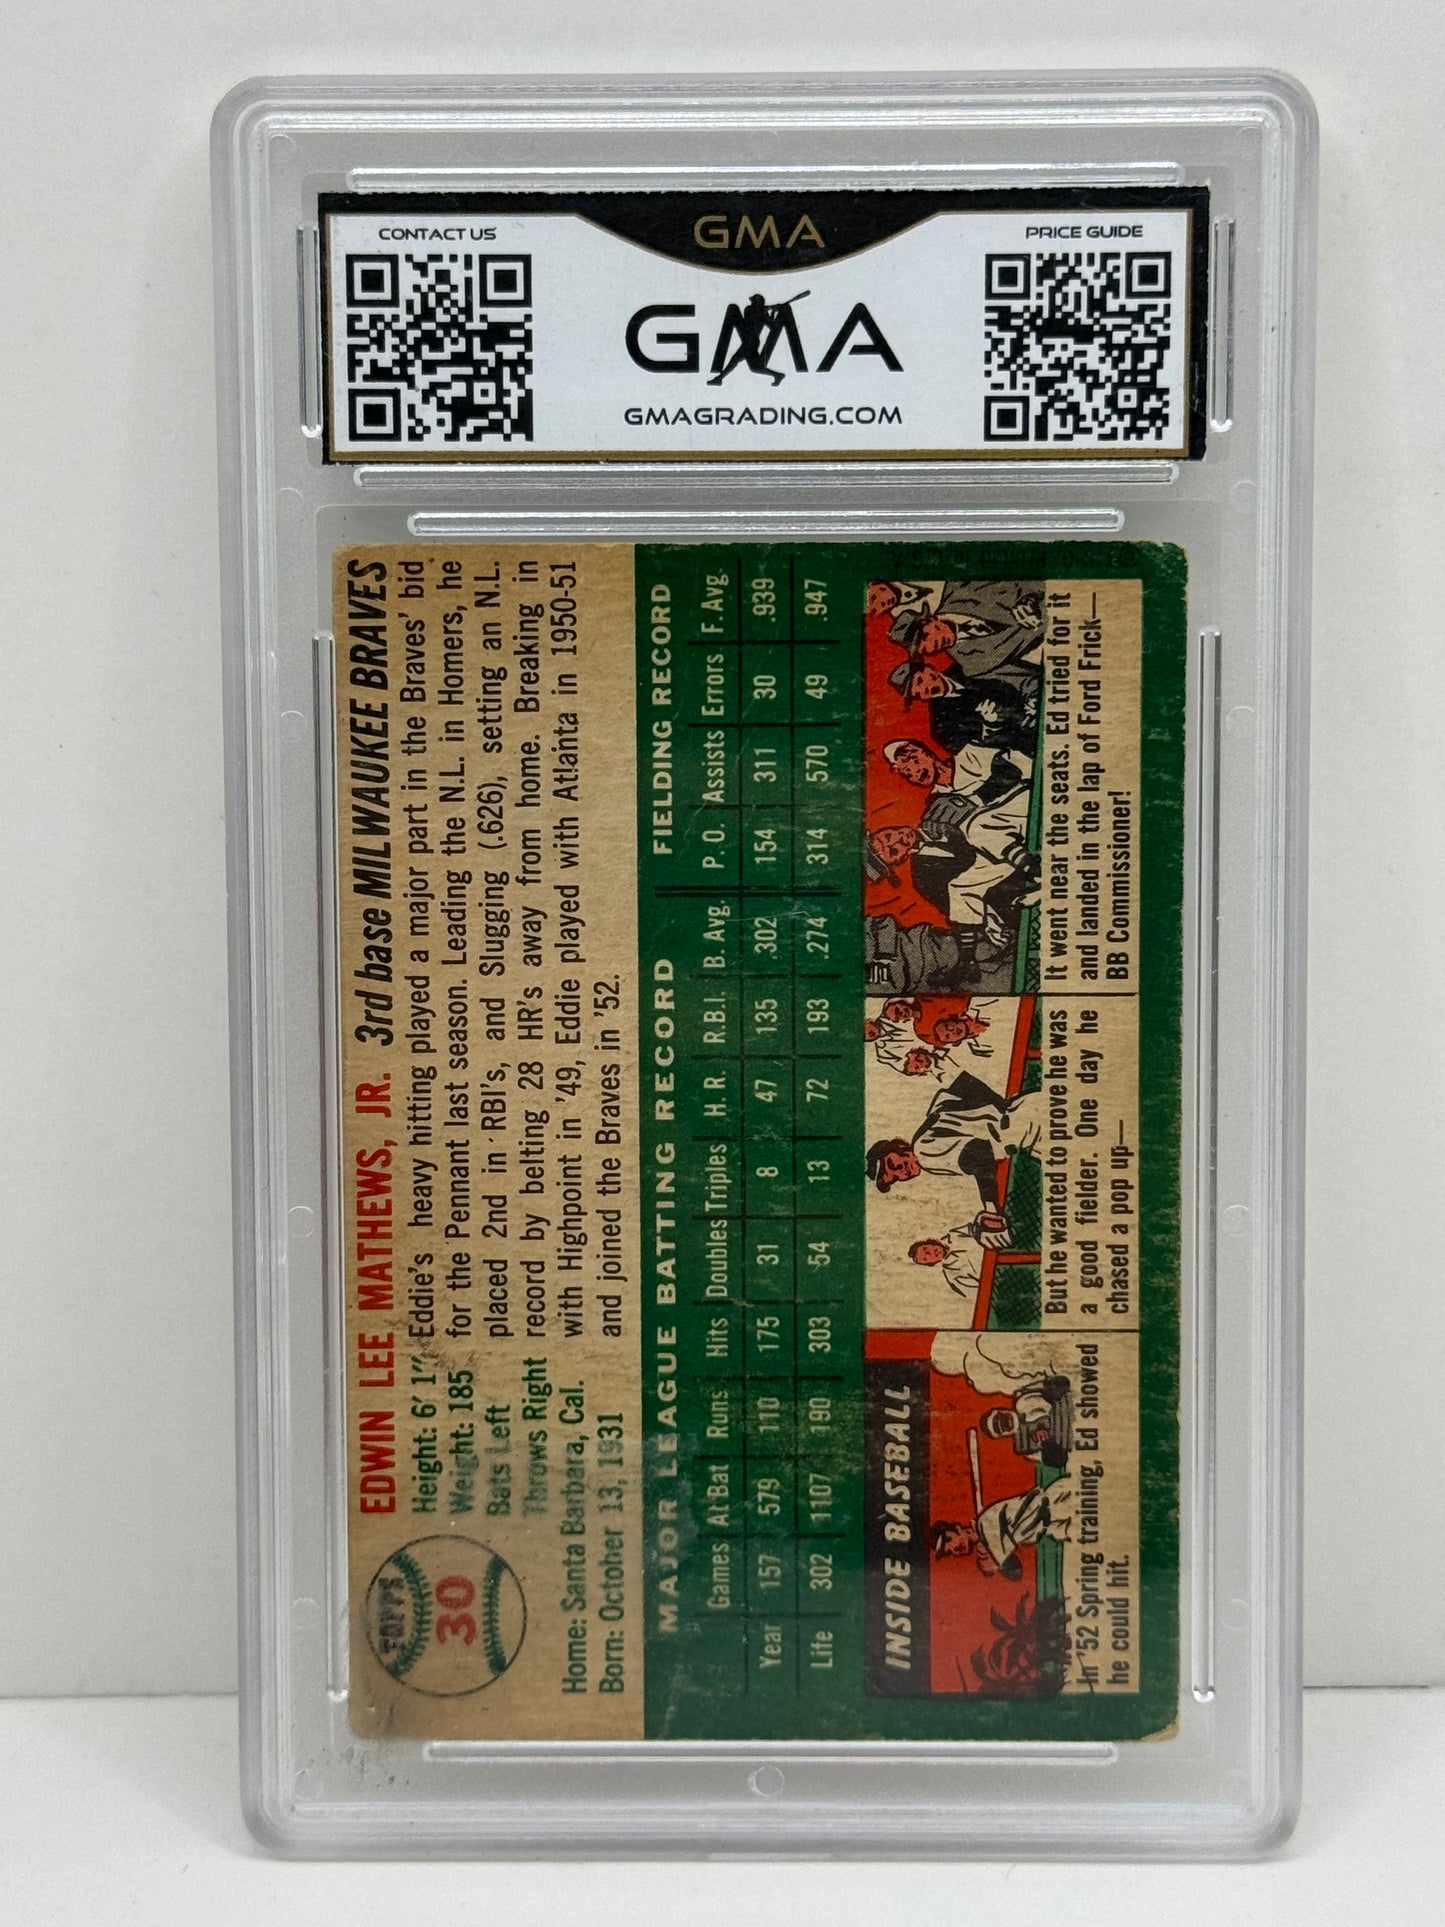 GMA
CONTACT US
PRICE GUIDE
GMA
GMAGRADING.COM
TOPPS
30
EDWIN LEE MATHEWS, JR. 3rd base MILWAUKEE BRAVES
Height: 6' 1"
Weight: 185
Bats Left
Throws Right
Home: Santa Barbara, Cal.
Born: October 13, 1931
Eddie's heavy hitting played a major part in the Braves' bid
for the Pennant last season. Leading the N.L. in Homers, he
placed 2nd in RBI's, and Slugging (.626), setting an N.L.
record by belting 28 HR's away from home. Breaking in
with Highpoint in '49, Eddie played with Atlanta in 1950-51
and joined the Braves in '52.
MAJOR LEAGUE BATTING RECORD FIELDING RECORD
Games At Bat Runs Hits Doubles Triples H. R. R.B.I. B. Avg. P. O. Assists Errors F. Avg.
Year 157 579 110 175 31 8 47 135 .302 154 311 30 .939
Life 302 1107 190 303 54 13 72 193 .274 314 570 49 .947
INSIDE BASEBALL
In '52 Spring training, Ed showed
he could hit.
But he wanted to prove he was
a good fielder. One day he
chased a pop up—
It went near the seats. Ed tried for it
and landed in the lap of Ford Frick—
BB Commissioner!
Printed in U.S.A.